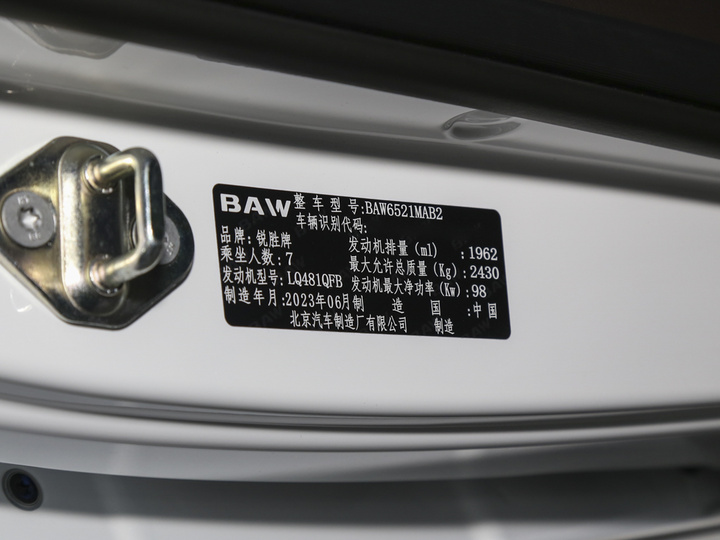 BAW 整车型号:BAW6521MAB2
车辆识别代码:
品牌:锐胜牌 发动机排量(ml) :1962
乘坐人数:7 最大允许总质量(Kg):2430
发动机型号:LQ481QFB 发动机最大净功率(Kw):98
制造年月:2023年06月制 造 国 :中国
北京汽车制造厂有限公司 制造